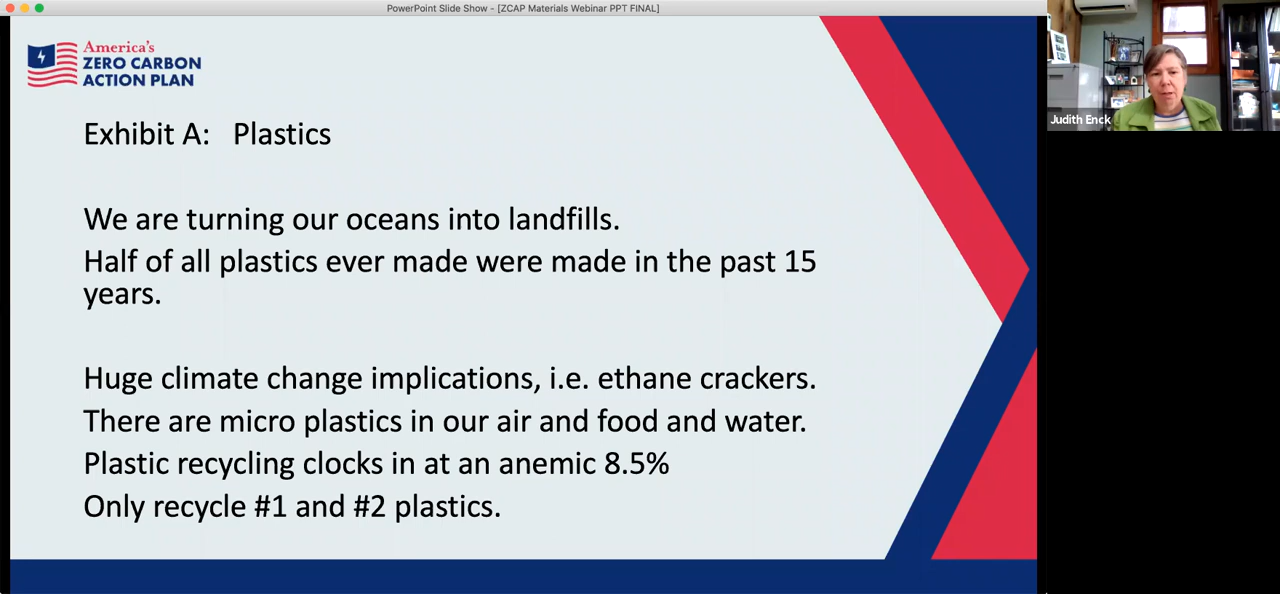 PowerPoint Slide Show - [ZCAP Materials Webinar PPT FINAL]
America's
ZERO CARBON
ACTION PLAN
Judith Enck
Exhibit A: Plastics
We are turning our oceans into landfills.
Half of all plastics ever made were made in the past 15
years.
Huge climate change implications, i.e. ethane crackers.
There are micro plastics in our air and food and water.
Plastic recycling clocks in at an anemic 8.5%
Only recycle #1 and #2 plastics.